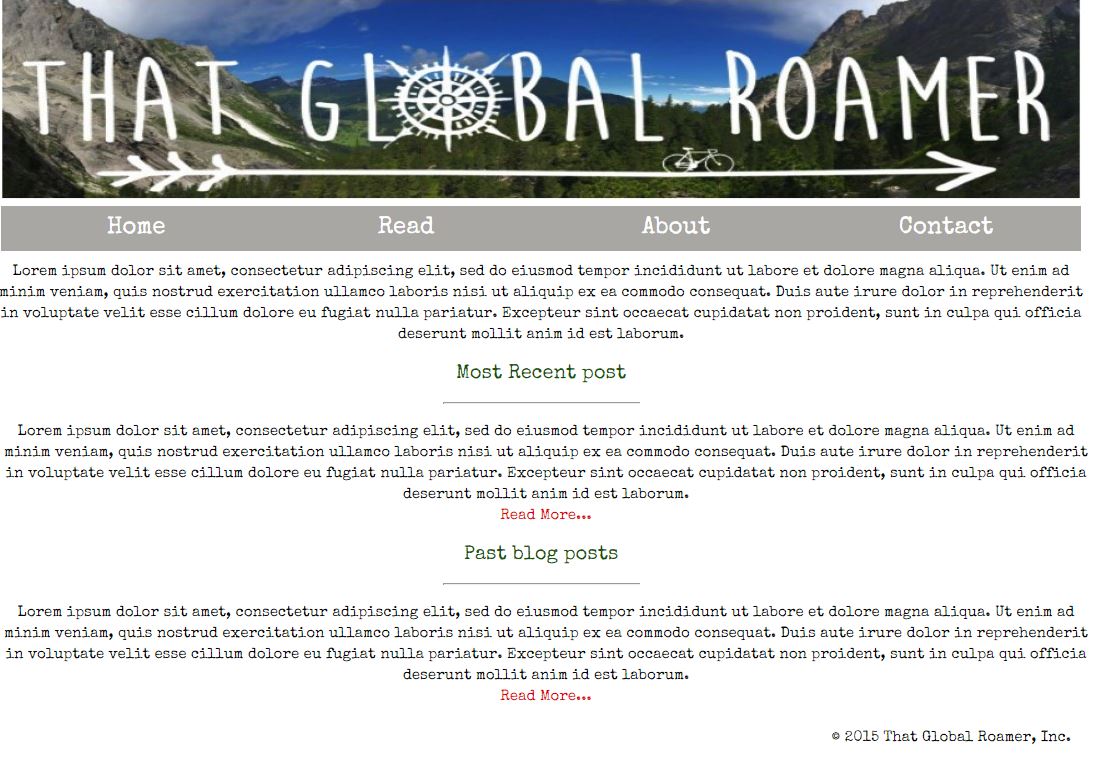 THAT GLOBAL ROAMER
Home Read About Contact
Lorem ipsum dolor sit amet, consectetur adipiscing elit, sed do eiusmod tempor incididunt ut labore et dolore magna aliqua. Ut enim ad
minim veniam, quis nostrud exercitation ullamco laboris nisi ut aliquip ex ea commodo consequat. Duis aute irure dolor in reprehenderit
in voluptate velit esse cillum dolore eu fugiat nulla pariatur. Excepteur sint occaecat cupidatat non proident, sunt in culpa qui officia
deserunt mollit anim id est laborum.
Most Recent post
Lorem ipsum dolor sit amet, consectetur adipiscing elit, sed do eiusmod tempor incididunt ut labore et dolore magna aliqua. Ut enim ad
minim veniam, quis nostrud exercitation ullamco laboris nisi ut aliquip ex ea commodo consequat. Duis aute irure dolor in reprehenderit
in voluptate velit esse cillum dolore eu fugiat nulla pariatur. Excepteur sint occaecat cupidatat non proident, sunt in culpa qui officia
deserunt mollit anim id est laborum.
Read More...
Past blog posts
Lorem ipsum dolor sit amet, consectetur adipiscing elit, sed do eiusmod tempor incididunt ut labore et dolore magna aliqua. Ut enim ad
minim veniam, quis nostrud exercitation ullamco laboris nisi ut aliquip ex ea commodo consequat. Duis aute irure dolor in reprehenderit
in voluptate velit esse cillum dolore eu fugiat nulla pariatur. Excepteur sint occaecat cupidatat non proident, sunt in culpa qui officia
deserunt mollit anim id est laborum.
Read More...
© 2015 That Global Roamer, Inc.